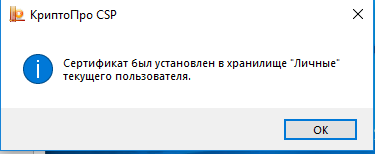 КриптоПро CSP
Сертификат был установлен в хранилище "Личные"
текущего пользователя.
OK